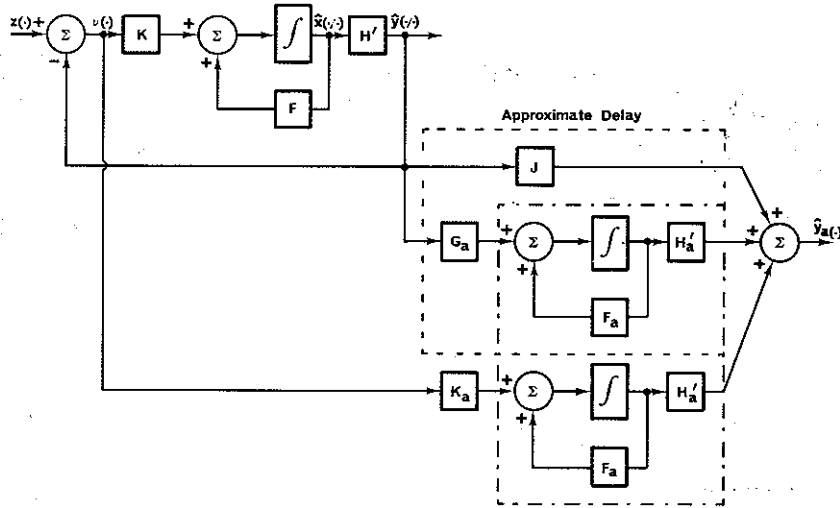 z(·) + Σ ν(·) K + Σ ∫ x̂(·/·) H' ŷ(·/·)
−
+
F
Approximate Delay
J
+
G_a + Σ ∫ H_a' + Σ ŷ_a(·)
+ +
F_a
K_a + Σ ∫ H_a'
+
F_a